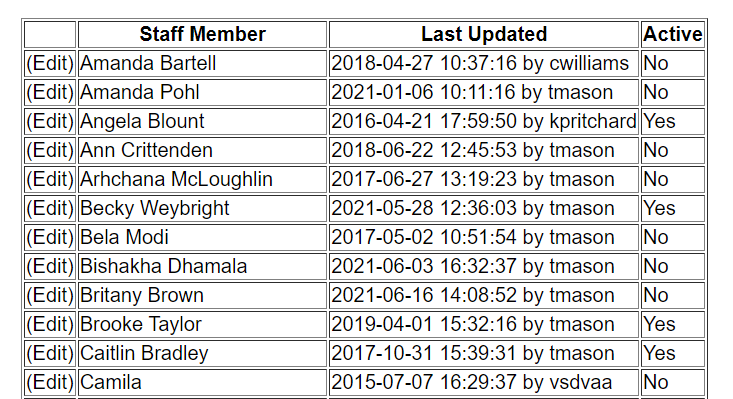 Staff Member Last Updated Active
(Edit) Amanda Bartell 2018-04-27 10:37:16 by cwilliams No
(Edit) Amanda Pohl 2021-01-06 10:11:16 by tmason No
(Edit) Angela Blount 2016-04-21 17:59:50 by kpritchard Yes
(Edit) Ann Crittenden 2018-06-22 12:45:53 by tmason No
(Edit) Arhchana McLoughlin 2017-06-27 13:19:23 by tmason No
(Edit) Becky Weybright 2021-05-28 12:36:03 by tmason Yes
(Edit) Bela Modi 2017-05-02 10:51:54 by tmason No
(Edit) Bishakha Dhamala 2021-06-03 16:32:37 by tmason No
(Edit) Britany Brown 2021-06-16 14:08:52 by tmason No
(Edit) Brooke Taylor 2019-04-01 15:32:16 by tmason Yes
(Edit) Caitlin Bradley 2017-10-31 15:39:31 by tmason Yes
(Edit) Camila 2015-07-07 16:29:37 by vsdvaa No